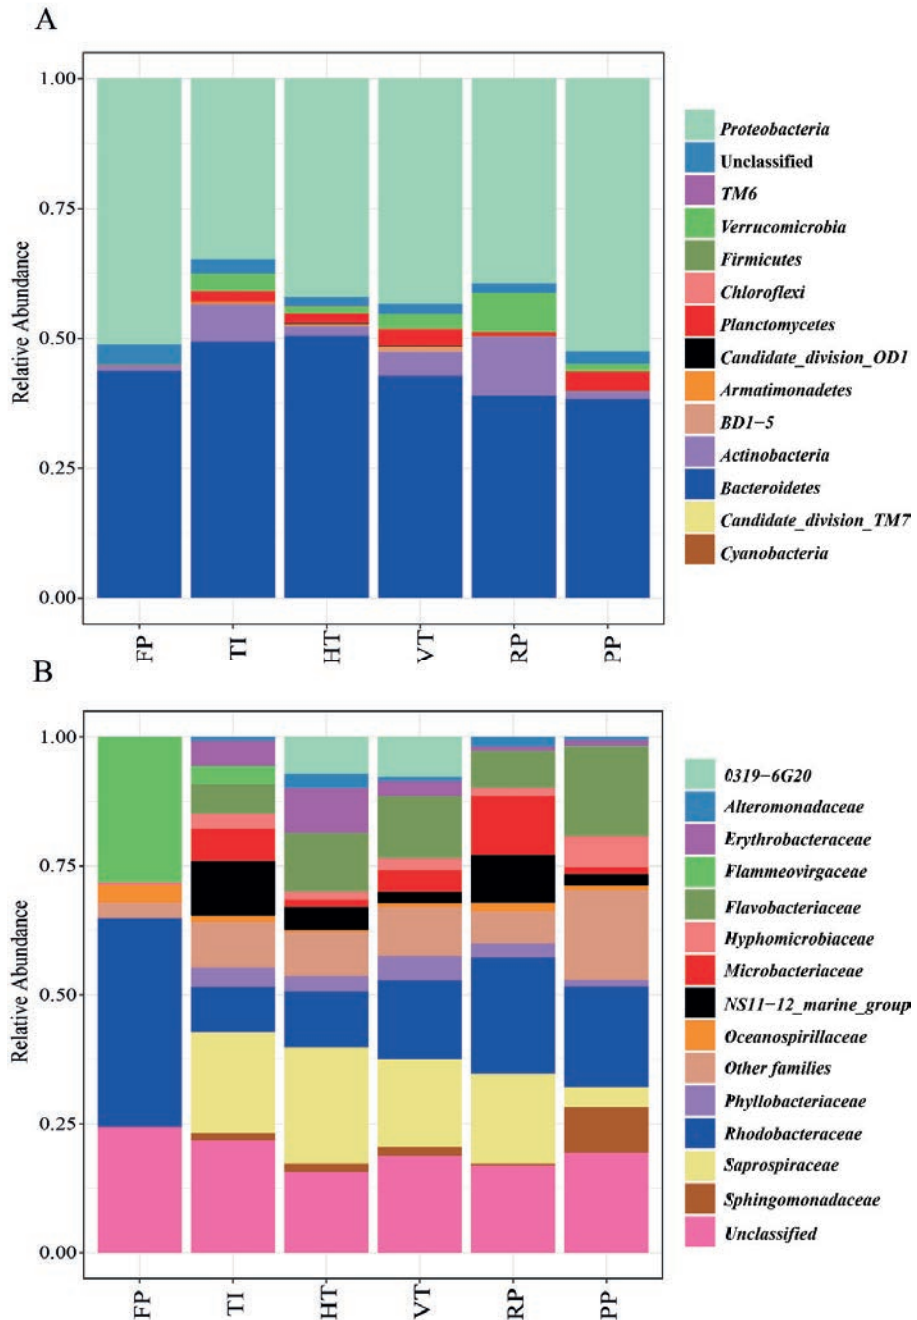 A
Relative Abundance
1.00
0.75
0.50
0.25
0.00
FP
TI
HT
VT
RP
PP
Proteobacteria
Unclassified
TM6
Verrucomicrobia
Firmicutes
Chloroflexi
Planctomycetes
Candidate_division_OD1
Armatimonadetes
BD1−5
Actinobacteria
Bacteroidetes
Candidate_division_TM7
Cyanobacteria
B
Relative Abundance
1.00
0.75
0.50
0.25
0.00
FP
TI
HT
VT
RP
PP
0319−6G20
Alteromonadaceae
Erythrobacteraceae
Flammeovirgaceae
Flavobacteriaceae
Hyphomicrobiaceae
Microbacteriaceae
NS11−12_marine_group
Oceanospirillaceae
Other families
Phyllobacteriaceae
Rhodobacteraceae
Saprospiraceae
Sphingomonadaceae
Unclassified